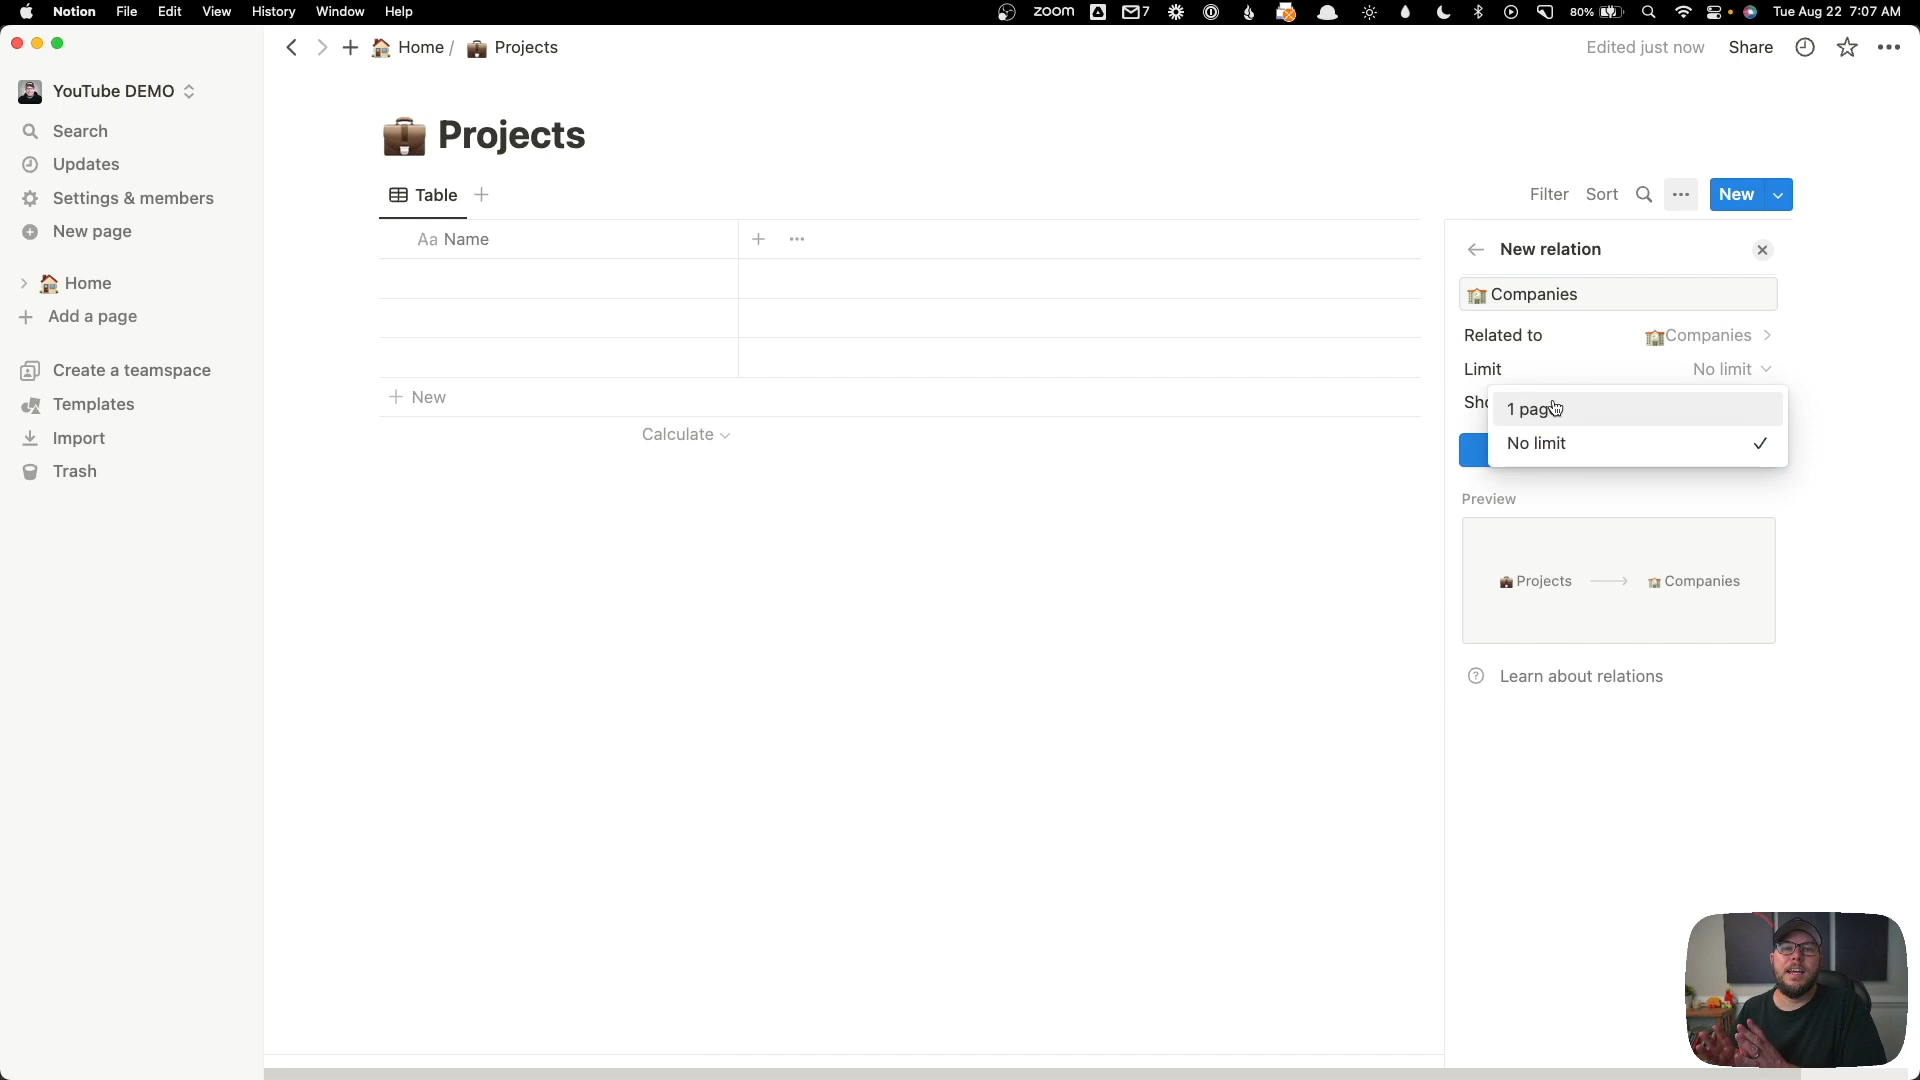 Notion File Edit View History Window Help
zoom 7 80% Tue Aug 22 7:07 AM
Home / Projects
Edited just now Share
YouTube DEMO
Search
Updates
Settings & members
New page
Home
Add a page
Create a teamspace
Templates
Import
Trash
Projects
Table
Filter Sort New
Aa Name
New
Calculate
New relation
Companies
Related to Companies
Limit No limit
1 page
No limit
Preview
Projects Companies
Learn about relations